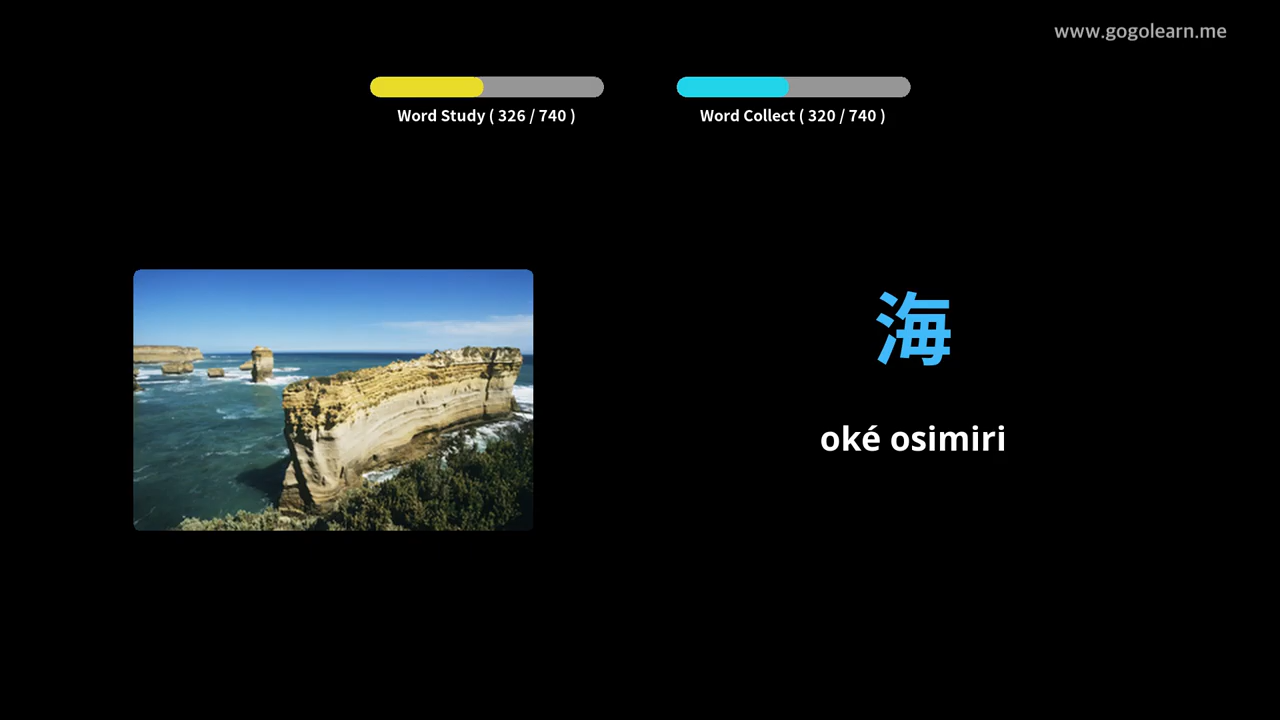 www.gogolearn.me
Word Study ( 326 / 740 )
Word Collect ( 320 / 740 )
海
oké osimiri